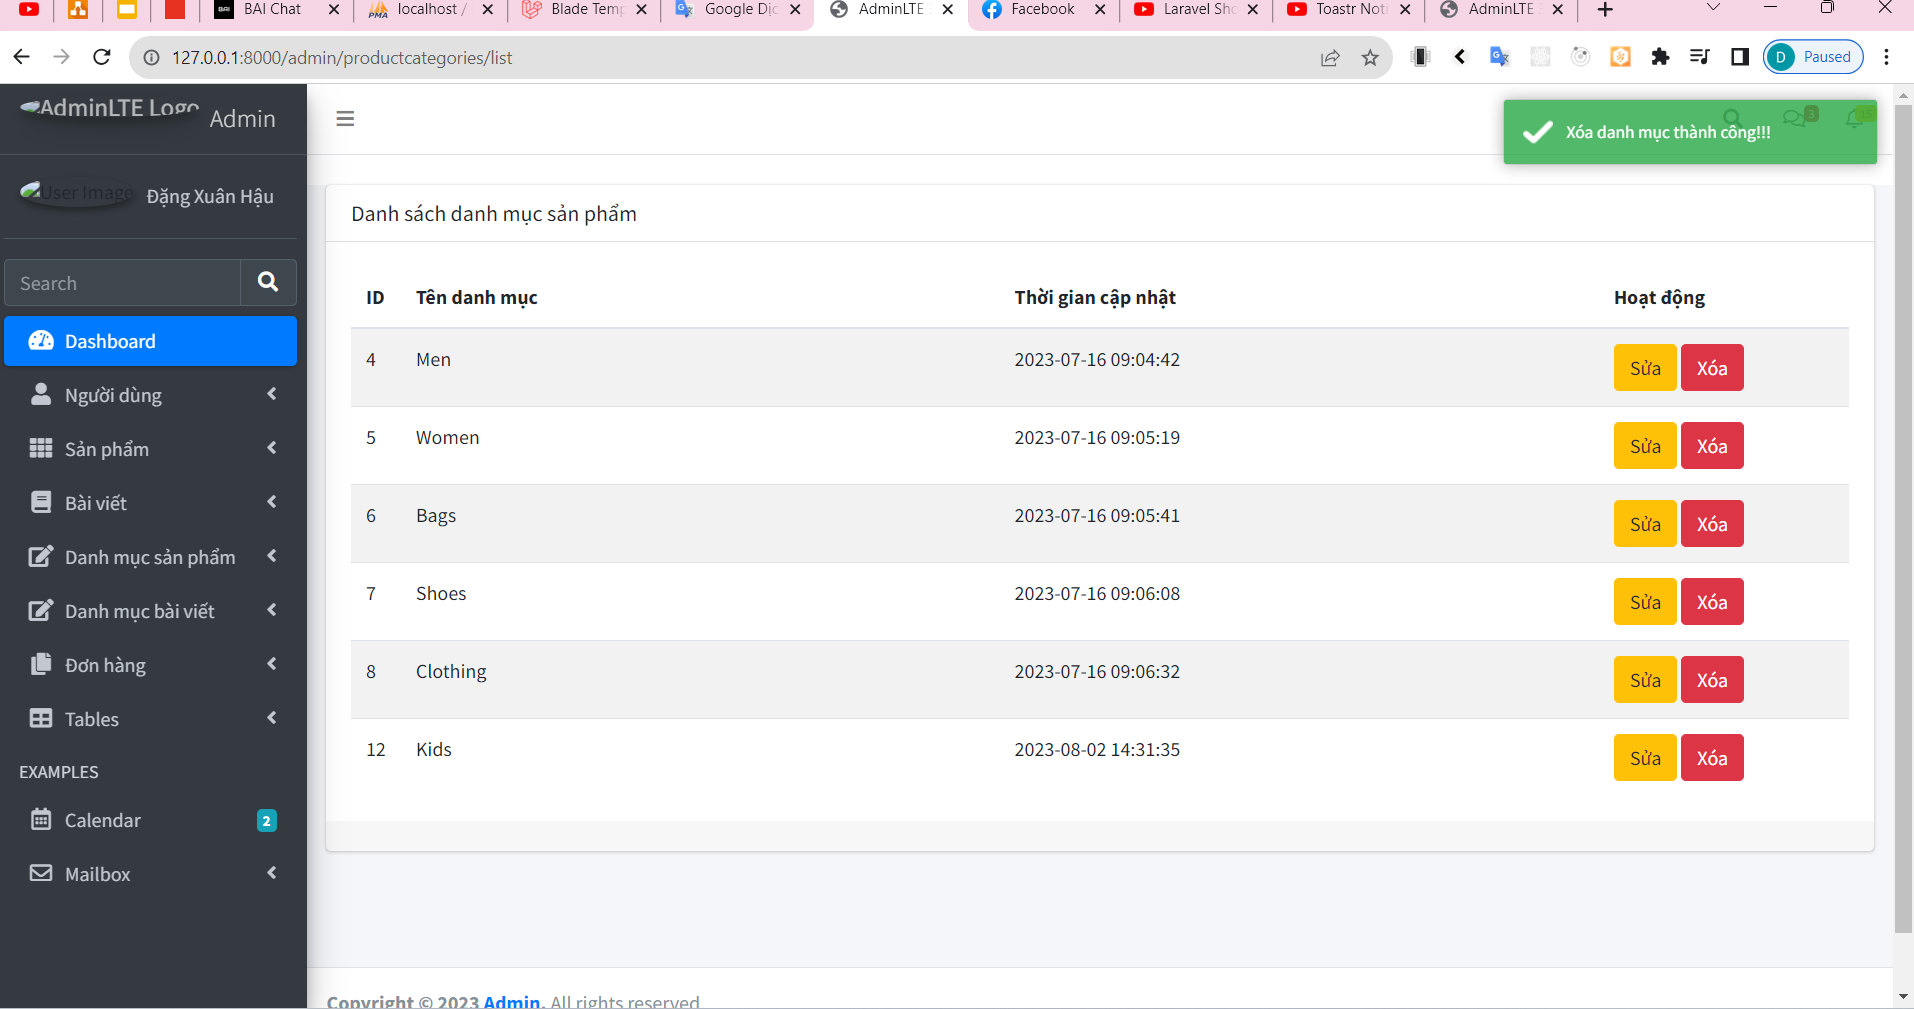 BAI Chat
localhost /
Blade Temp
Google Dic
AdminLTE
Facebook
Laravel Sho
Toastr Noti
AdminLTE
127.0.0.1:8000/admin/productcategories/list
D Paused
AdminLTE Logo Admin
3
15
Xóa danh mục thành công!!!
User Image Đặng Xuân Hậu
Search
Dashboard
Người dùng
Sản phẩm
Bài viết
Danh mục sản phẩm
Danh mục bài viết
Đơn hàng
Tables
EXAMPLES
Calendar 2
Mailbox
Danh sách danh mục sản phẩm
ID Tên danh mục Thời gian cập nhật Hoạt động
4 Men 2023-07-16 09:04:42 Sửa Xóa
5 Women 2023-07-16 09:05:19 Sửa Xóa
6 Bags 2023-07-16 09:05:41 Sửa Xóa
7 Shoes 2023-07-16 09:06:08 Sửa Xóa
8 Clothing 2023-07-16 09:06:32 Sửa Xóa
12 Kids 2023-08-02 14:31:35 Sửa Xóa
Copyright © 2023 Admin. All rights reserved